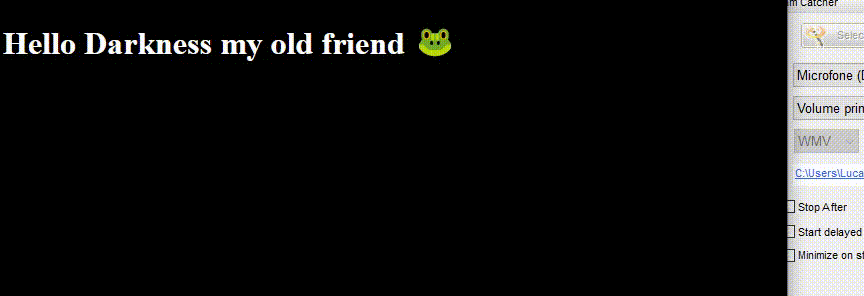 Hello Darkness my old friend 🐸
am Catcher
Selec
Microfone (D
Volume prin
WMV
C:\Users\Luca
Stop After
Start delayed
Minimize on st